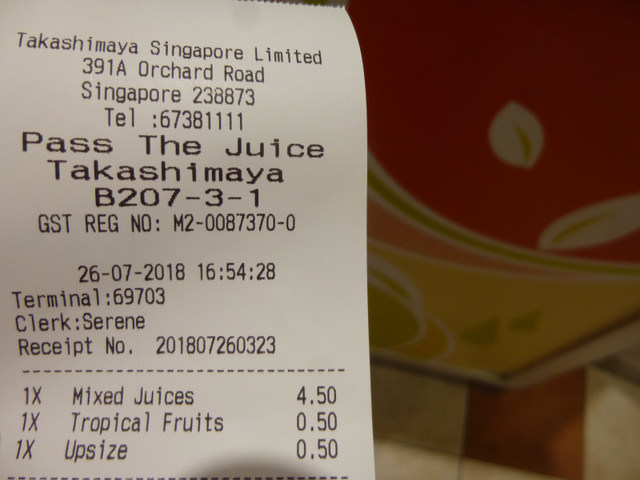 Takashimaya Singapore Limited
391A Orchard Road
Singapore 238873
Tel :67381111
Pass The Juice
Takashimaya
B207-3-1
GST REG NO: M2-0087370-0
26-07-2018 16:54:28
Terminal:69703
Clerk:Serene
Receipt No. 201807260323
1X Mixed Juices 4.50
1X Tropical Fruits 0.50
1X Upsize 0.50